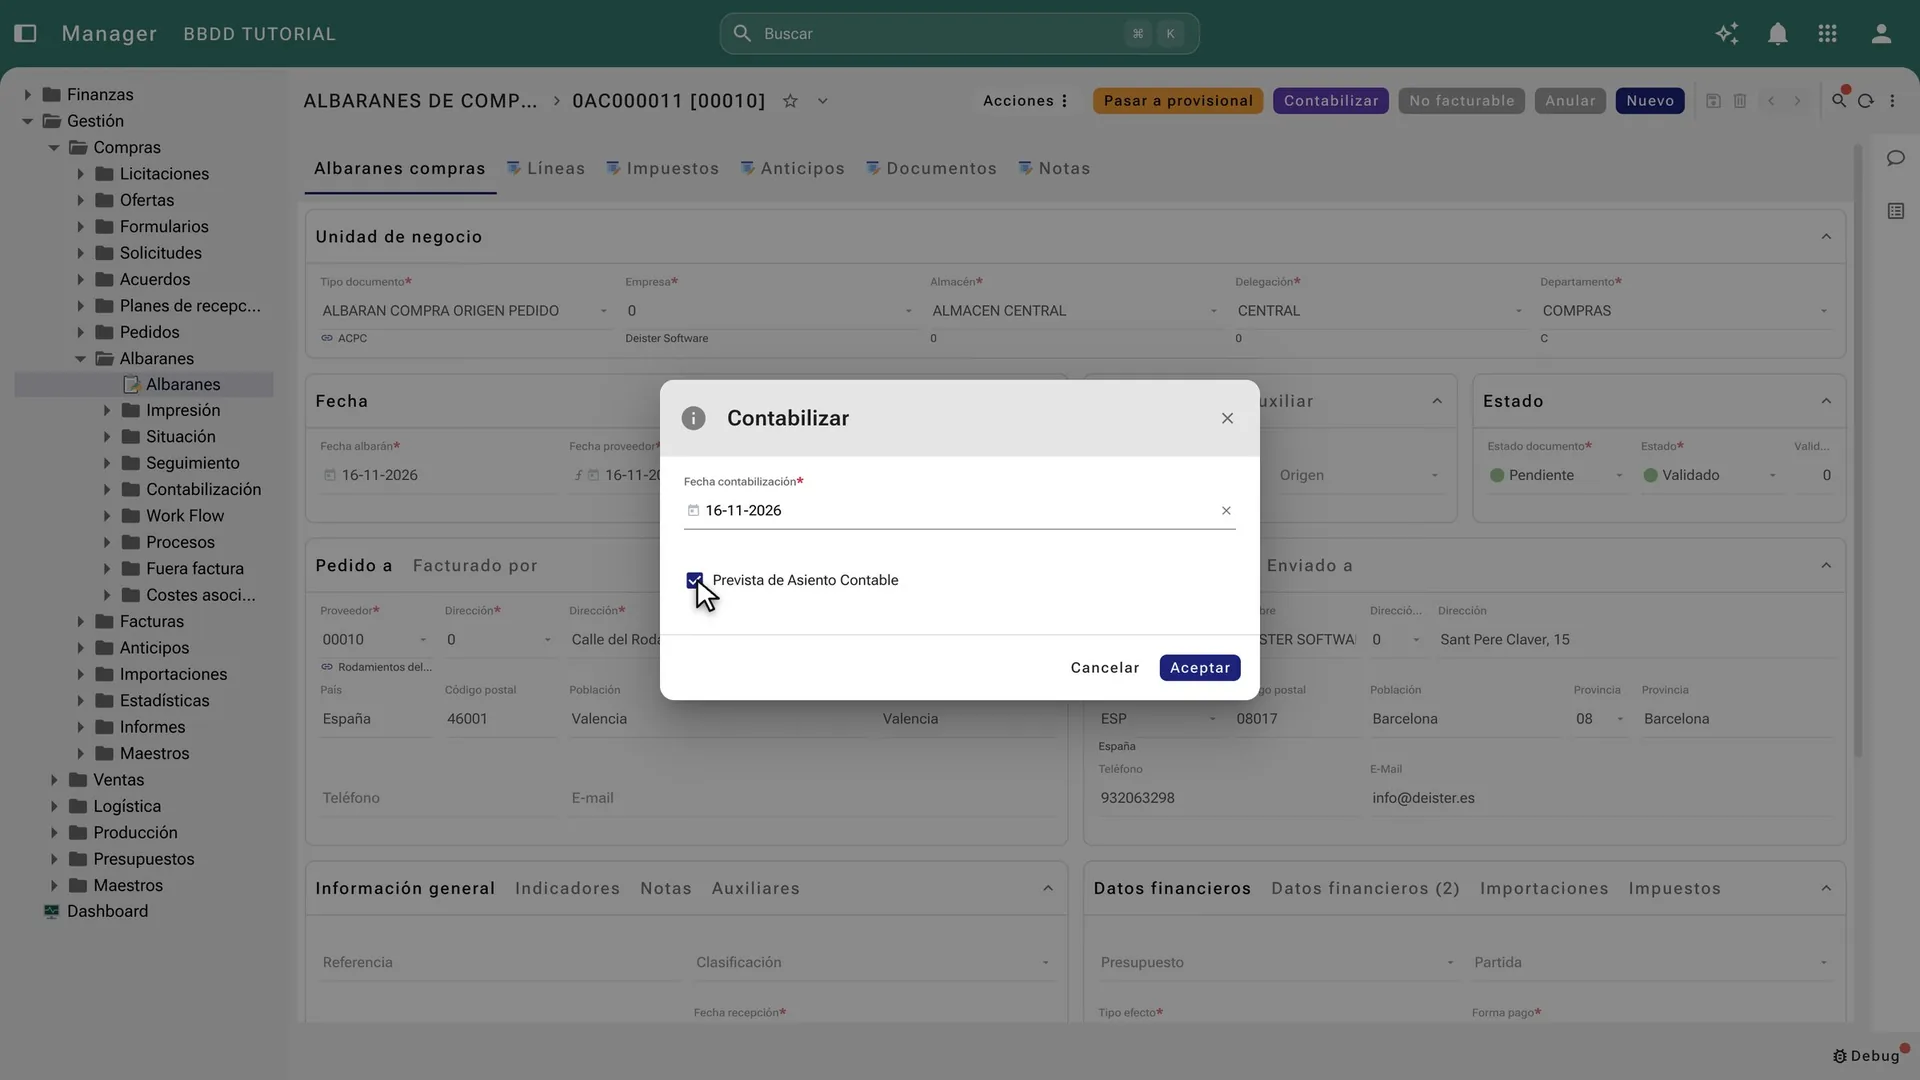 Manager
BBDD TUTORIAL
Buscar
⌘ K
Finanzas
Gestión
Compras
Licitaciones
Ofertas
Formularios
Solicitudes
Acuerdos
Planes de recepc...
Pedidos
Albaranes
Albaranes
Impresión
Situación
Seguimiento
Contabilización
Work Flow
Procesos
Fuera factura
Costes asoci...
Facturas
Anticipos
Importaciones
Estadísticas
Informes
Maestros
Ventas
Logística
Producción
Presupuestos
Maestros
Dashboard
ALBARANES DE COMP... > 0AC000011 [00010]
Acciones
Pasar a provisional
Contabilizar
No facturable
Anular
Nuevo
Albaranes compras
Líneas
Impuestos
Anticipos
Documentos
Notas
Unidad de negocio
Tipo documento* Empresa* Almacén* Delegación* Departamento*
ALBARAN COMPRA ORIGEN PEDIDO 0 ALMACEN CENTRAL CENTRAL COMPRAS
ACPC Deister Software 0 0 C
Fecha
Fecha albarán* Fecha proveedor*
16-11-2026 16-11-20
uxiliar
Origen
Estado
Estado documento* Estado* Valid...
Pendiente Validado 0
Contabilizar
Fecha contabilización*
16-11-2026
Prevista de Asiento Contable
Cancelar Aceptar
Pedido a Facturado por
Proveedor* Dirección* Dirección*
00010 0 Calle del Roda
Rodamientos del...
País Código postal Población
España 46001 Valencia Valencia
Teléfono E-mail
Enviado a
bre Direcció... Dirección
STER SOFTWAI 0 Sant Pere Claver, 15
go postal Población Provincia Provincia
ESP 08017 Barcelona 08 Barcelona
España
Teléfono E-Mail
932063298 info@deister.es
Información general Indicadores Notas Auxiliares
Referencia Clasificación
Fecha recepción*
Datos financieros Datos financieros (2) Importaciones Impuestos
Presupuesto Partida
Tipo efecto* Forma pago*
Debug